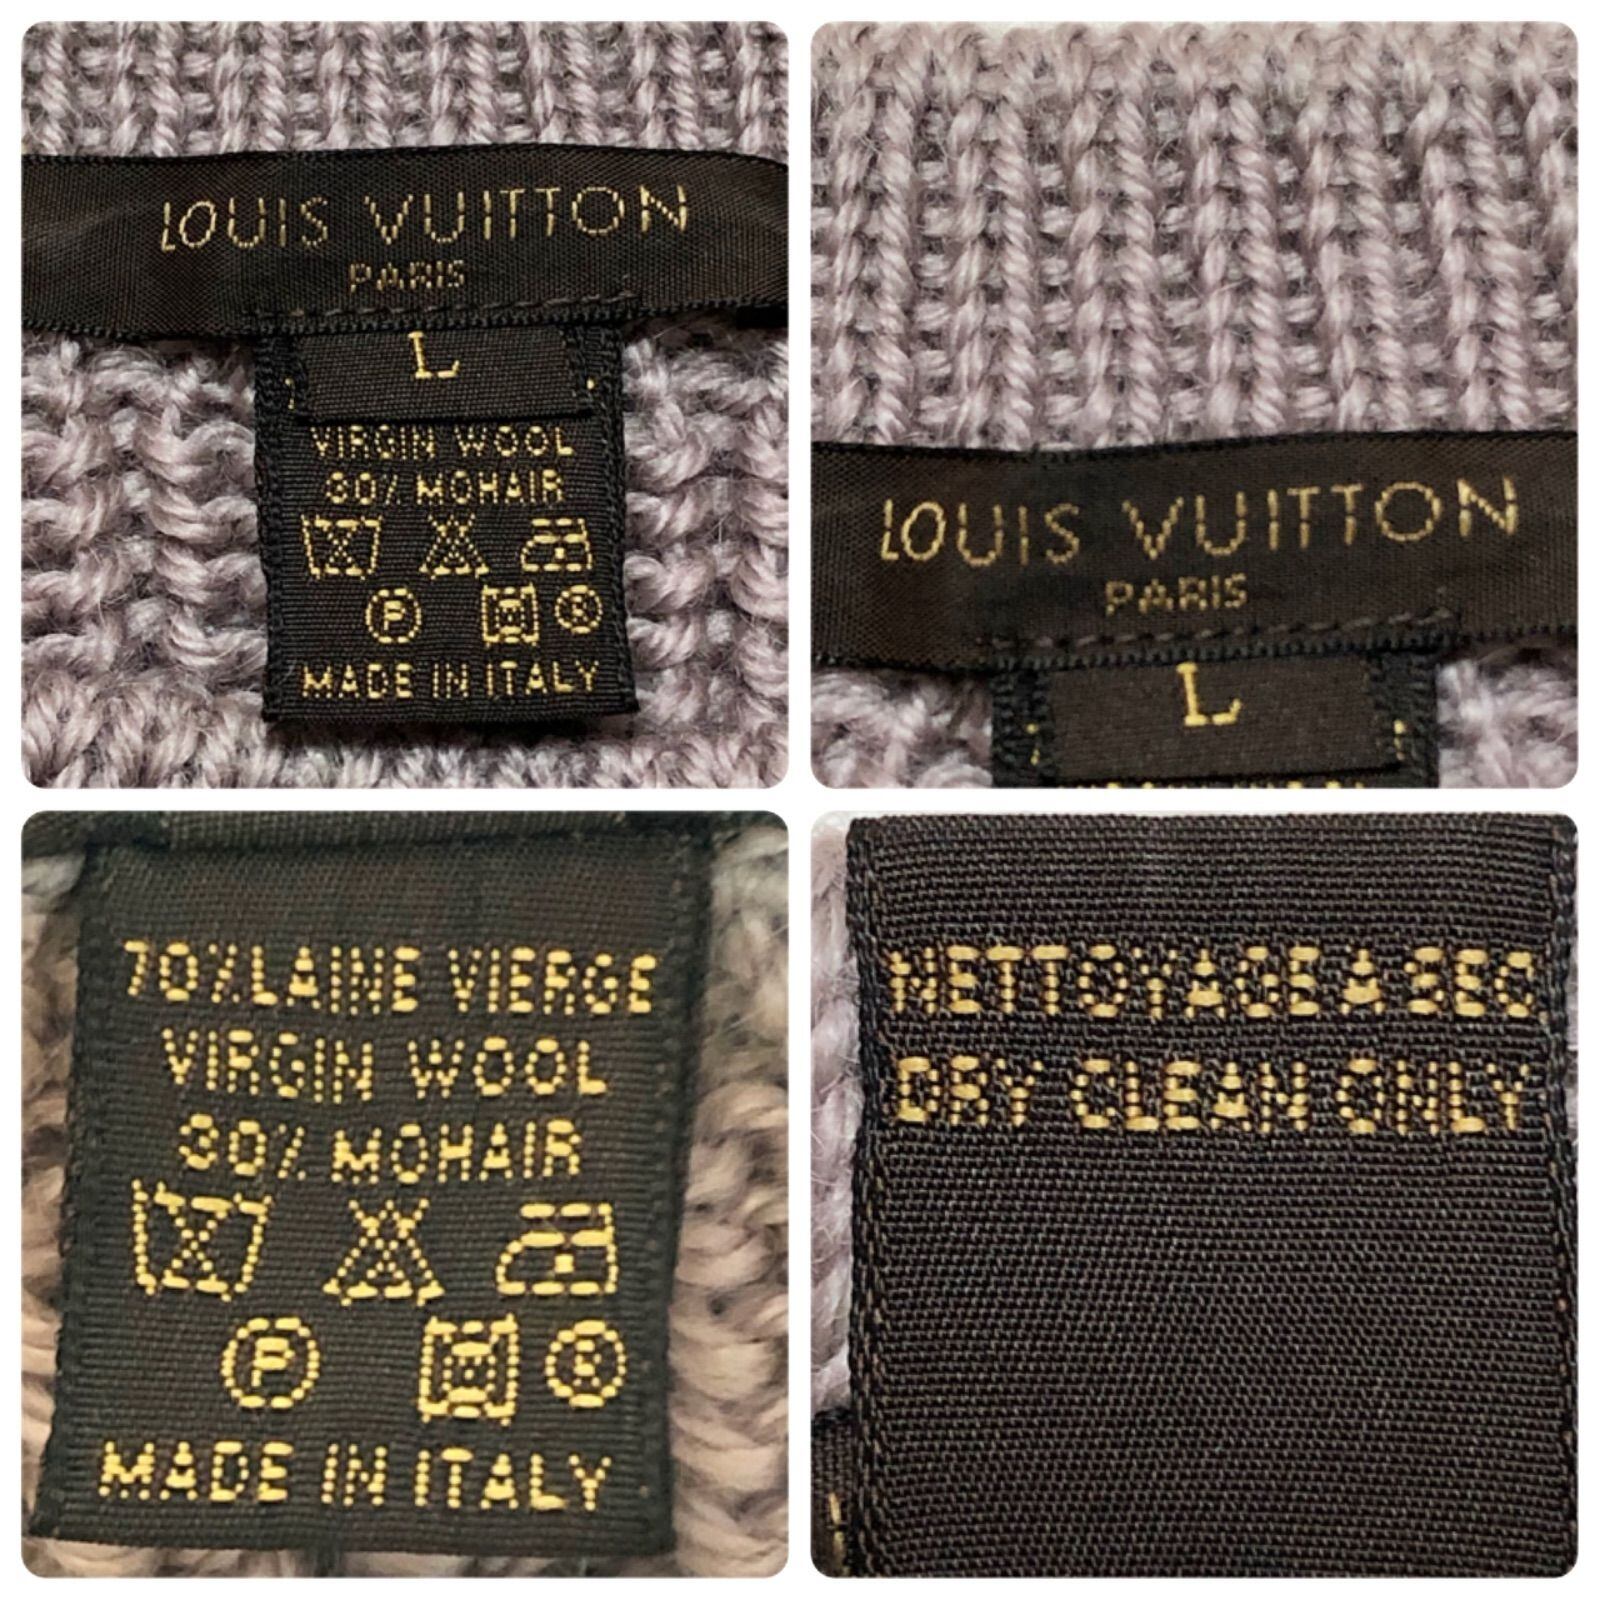 LOUIS VUITTON
PARIS
L
VIRGIN WOOL
30% MOHAIR
P
R
MADE IN ITALY
LOUIS VUITTON
PARIS
L
70% LAINE VIERGE
VIRGIN WOOL
30% MOHAIR
P
R
MADE IN ITALY
NETTOYAGE A SEC
DRY CLEAN ONLY